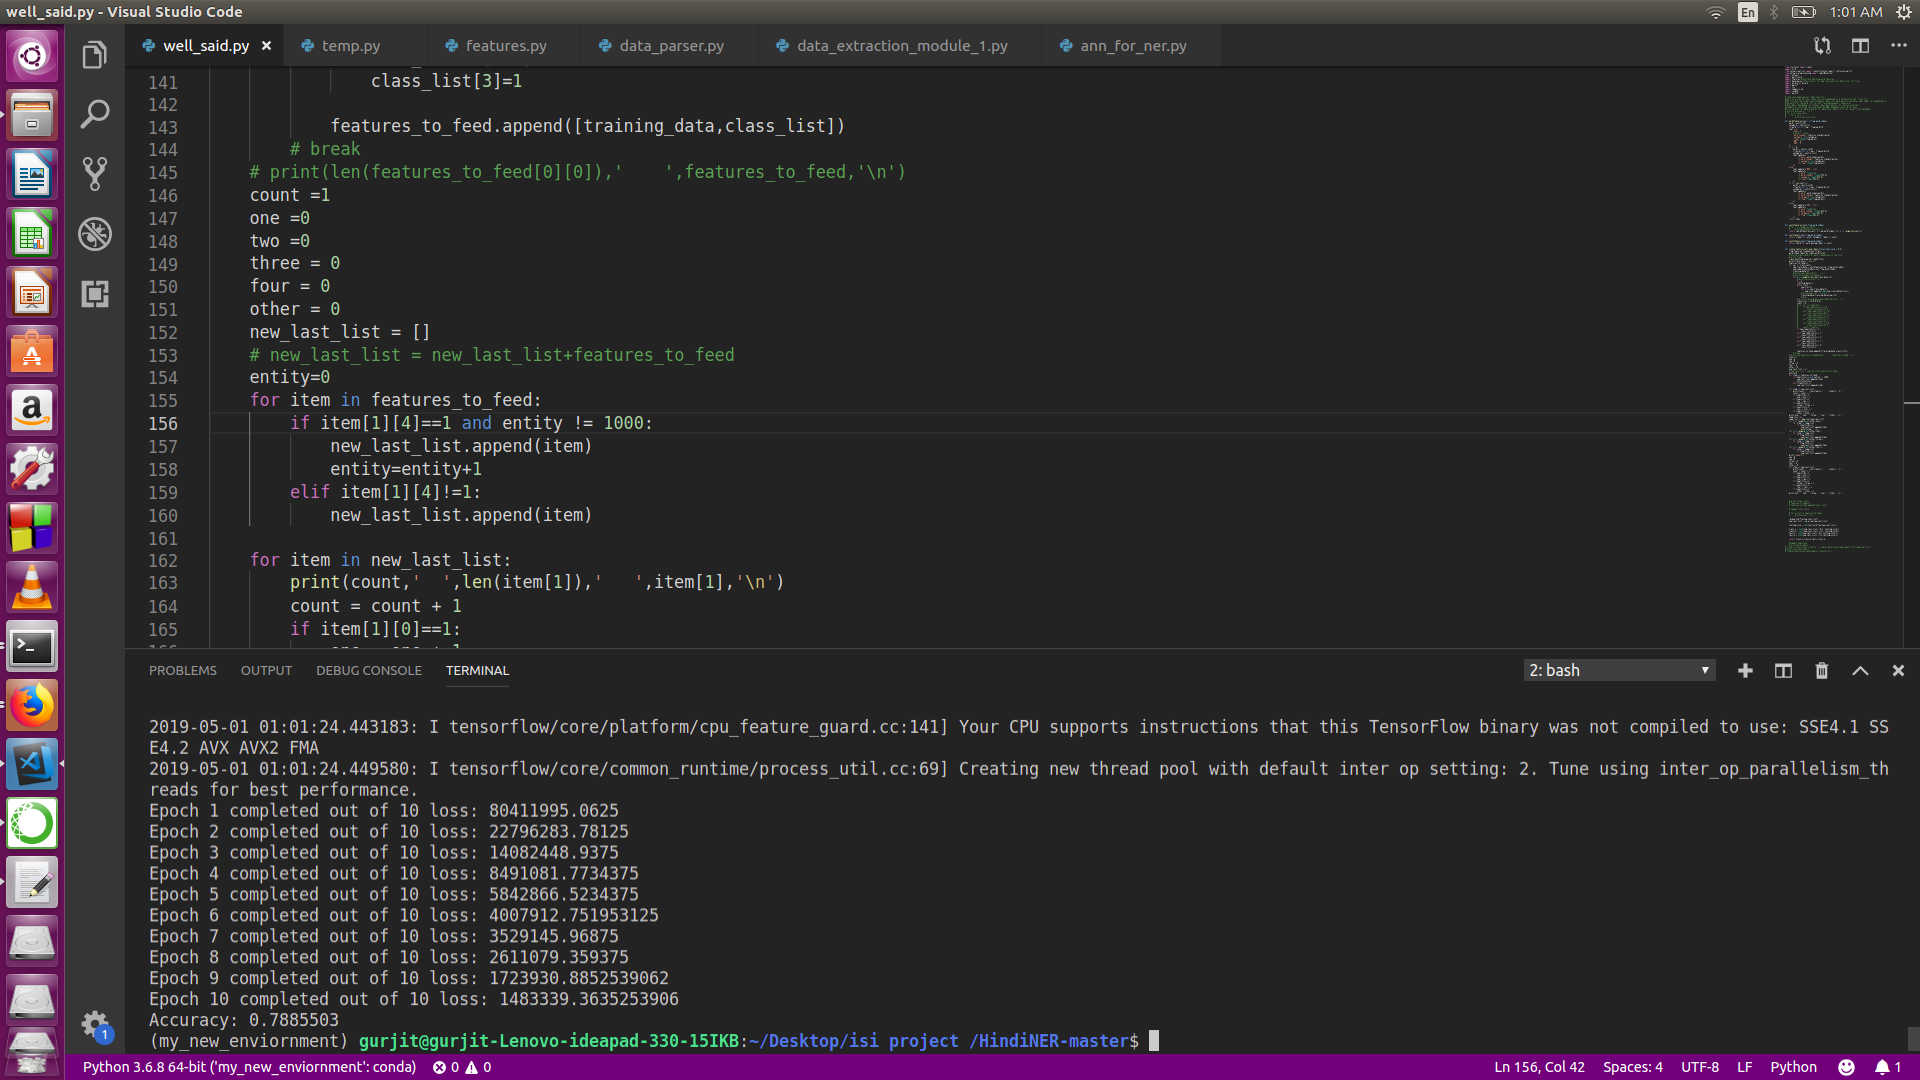 well_said.py - Visual Studio Code
En
1:01 AM
well_said.py ×
temp.py
features.py
data_parser.py
data_extraction_module_1.py
ann_for_ner.py
141 class_list[3]=1
142
143 features_to_feed.append([training_data,class_list])
144 # break
145 # print(len(features_to_feed[0][0]),'    ',features_to_feed,'\n')
146 count =1
147 one =0
148 two =0
149 three = 0
150 four = 0
151 other = 0
152 new_last_list = []
153 # new_last_list = new_last_list+features_to_feed
154 entity=0
155 for item in features_to_feed:
156 if item[1][4]==1 and entity != 1000:
157 new_last_list.append(item)
158 entity=entity+1
159 elif item[1][4]!=1:
160 new_last_list.append(item)
161
162 for item in new_last_list:
163 print(count,'  ',len(item[1]),'   ',item[1],'\n')
164 count = count + 1
165 if item[1][0]==1:
PROBLEMS OUTPUT DEBUG CONSOLE TERMINAL
2: bash
2019-05-01 01:01:24.443183: I tensorflow/core/platform/cpu_feature_guard.cc:141] Your CPU supports instructions that this TensorFlow binary was not compiled to use: SSE4.1 SS
E4.2 AVX AVX2 FMA
2019-05-01 01:01:24.449580: I tensorflow/core/common_runtime/process_util.cc:69] Creating new thread pool with default inter op setting: 2. Tune using inter_op_parallelism_th
reads for best performance.
Epoch 1 completed out of 10 loss: 80411995.0625
Epoch 2 completed out of 10 loss: 22796283.78125
Epoch 3 completed out of 10 loss: 14082448.9375
Epoch 4 completed out of 10 loss: 8491081.7734375
Epoch 5 completed out of 10 loss: 5842866.5234375
Epoch 6 completed out of 10 loss: 4007912.751953125
Epoch 7 completed out of 10 loss: 3529145.96875
Epoch 8 completed out of 10 loss: 2611079.359375
Epoch 9 completed out of 10 loss: 1723930.8852539062
Epoch 10 completed out of 10 loss: 1483339.3635253906
Accuracy: 0.7885503
(my_new_enviornment) gurjit@gurjit-Lenovo-ideapad-330-15IKB:~/Desktop/isi project /HindiNER-master$
1
Python 3.6.8 64-bit ('my_new_enviornment': conda) 0 0
Ln 156, Col 42 Spaces: 4 UTF-8 LF Python 1